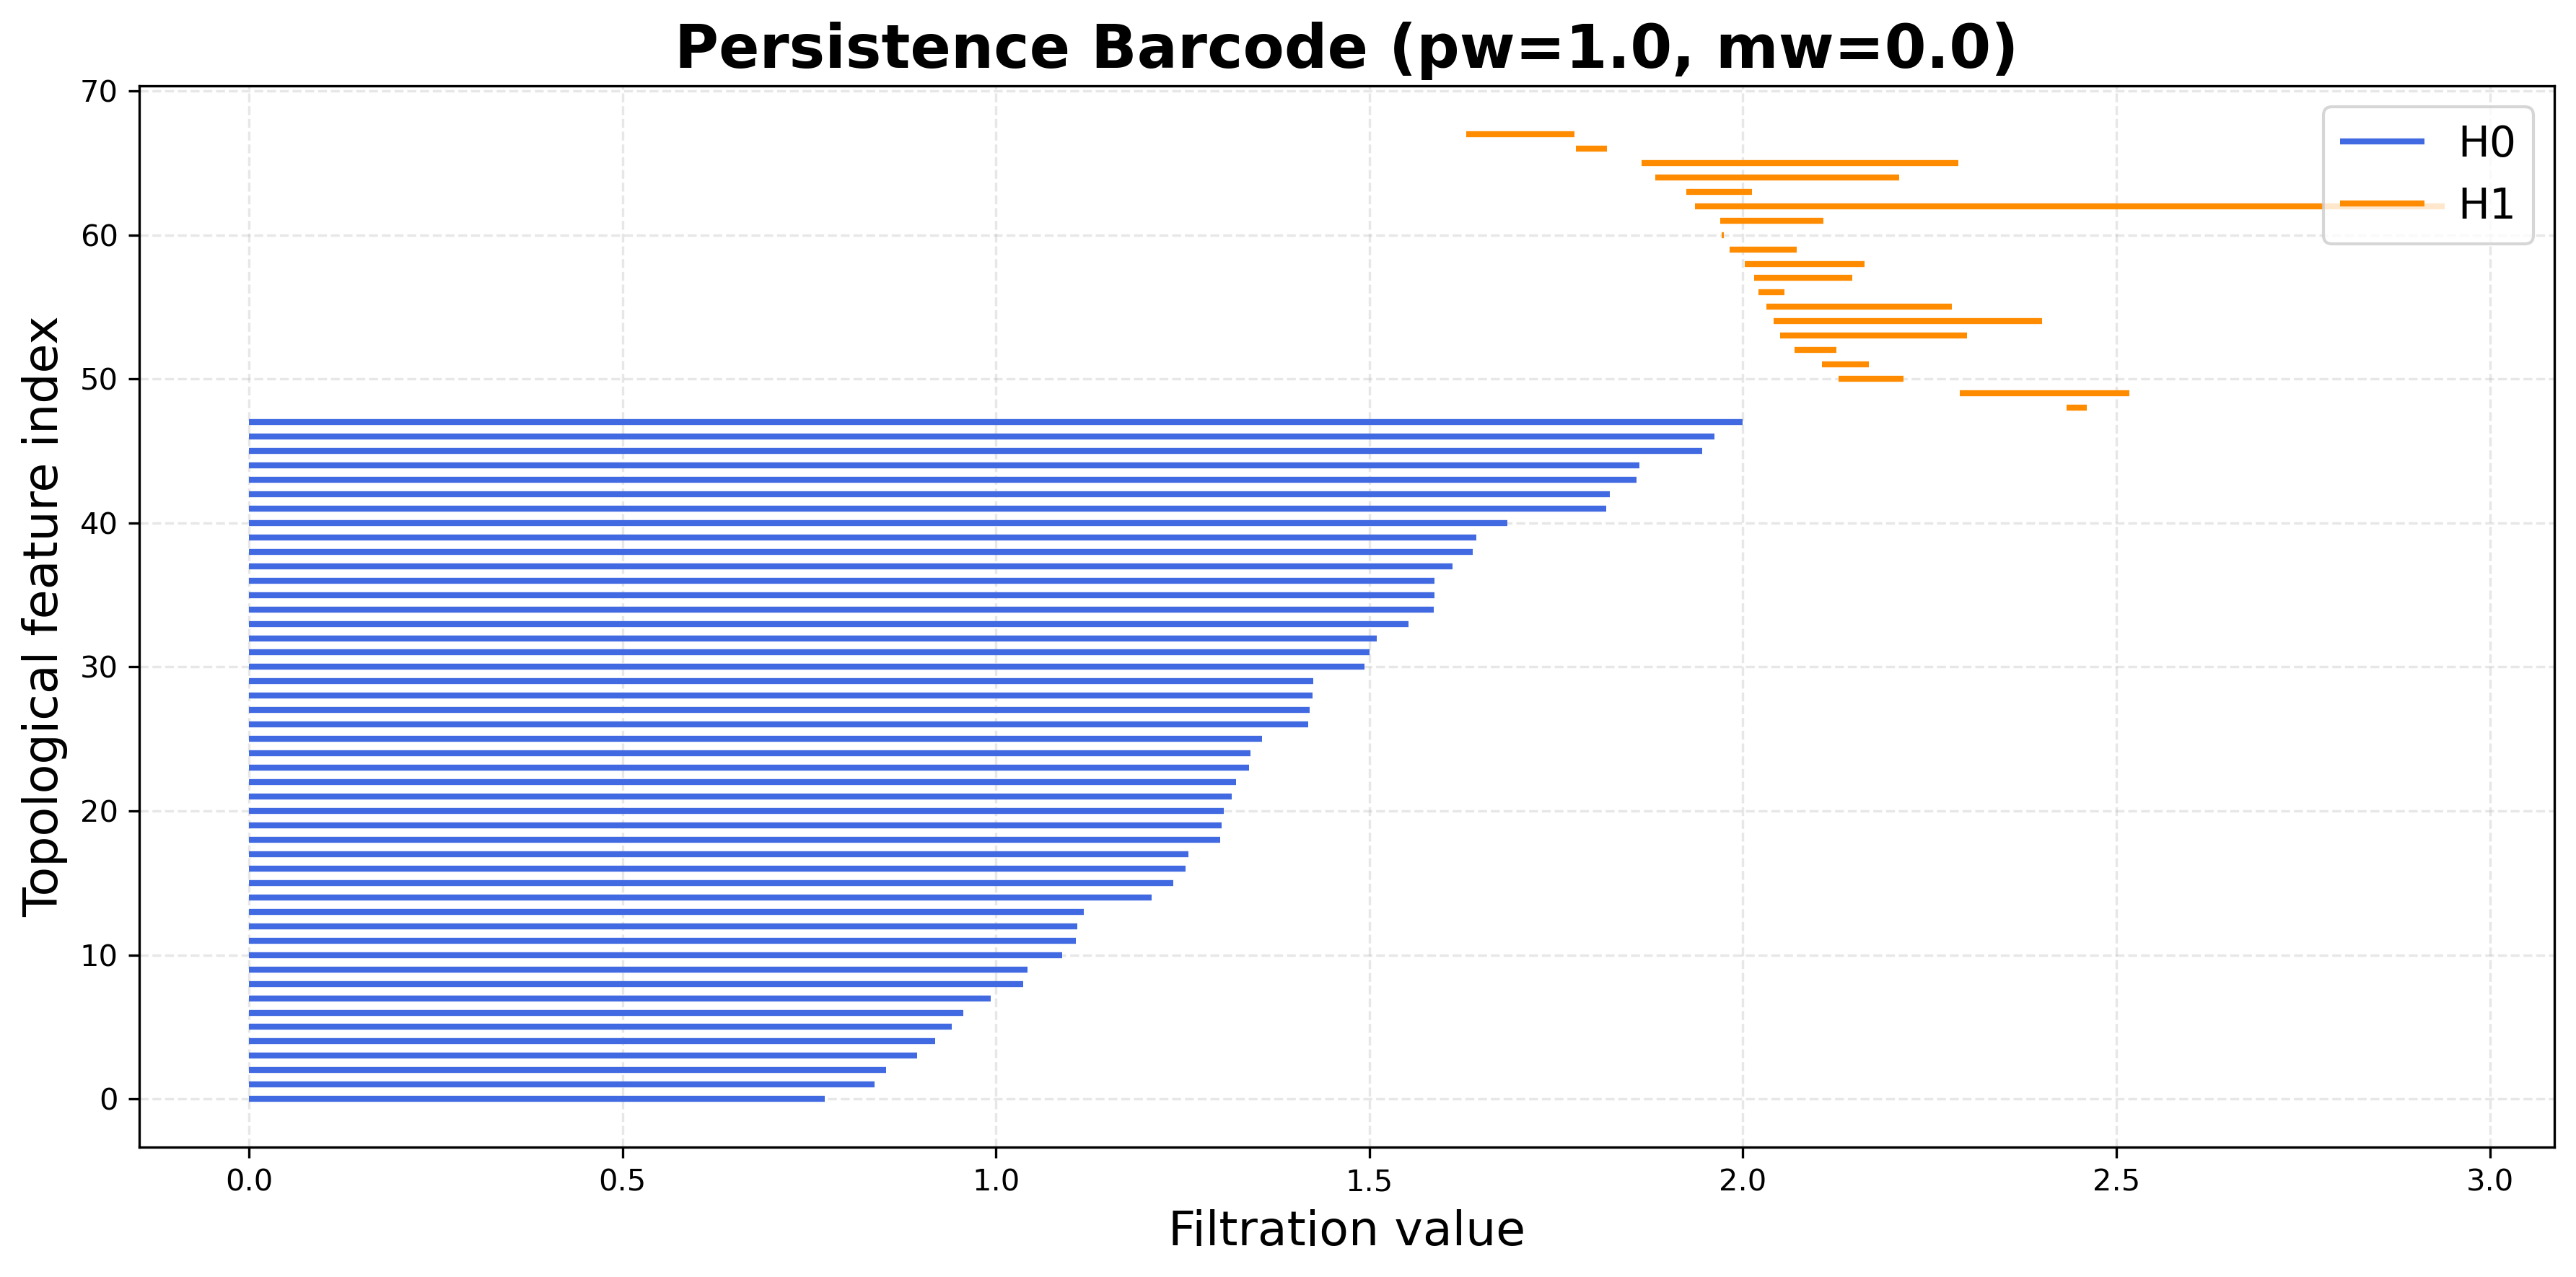 Persistence Barcode (pw=1.0, mw=0.0)
70
60
50
40
30
20
10
0
Topological feature index
H0
H1
0.0 0.5 1.0 1.5 2.0 2.5 3.0
Filtration value